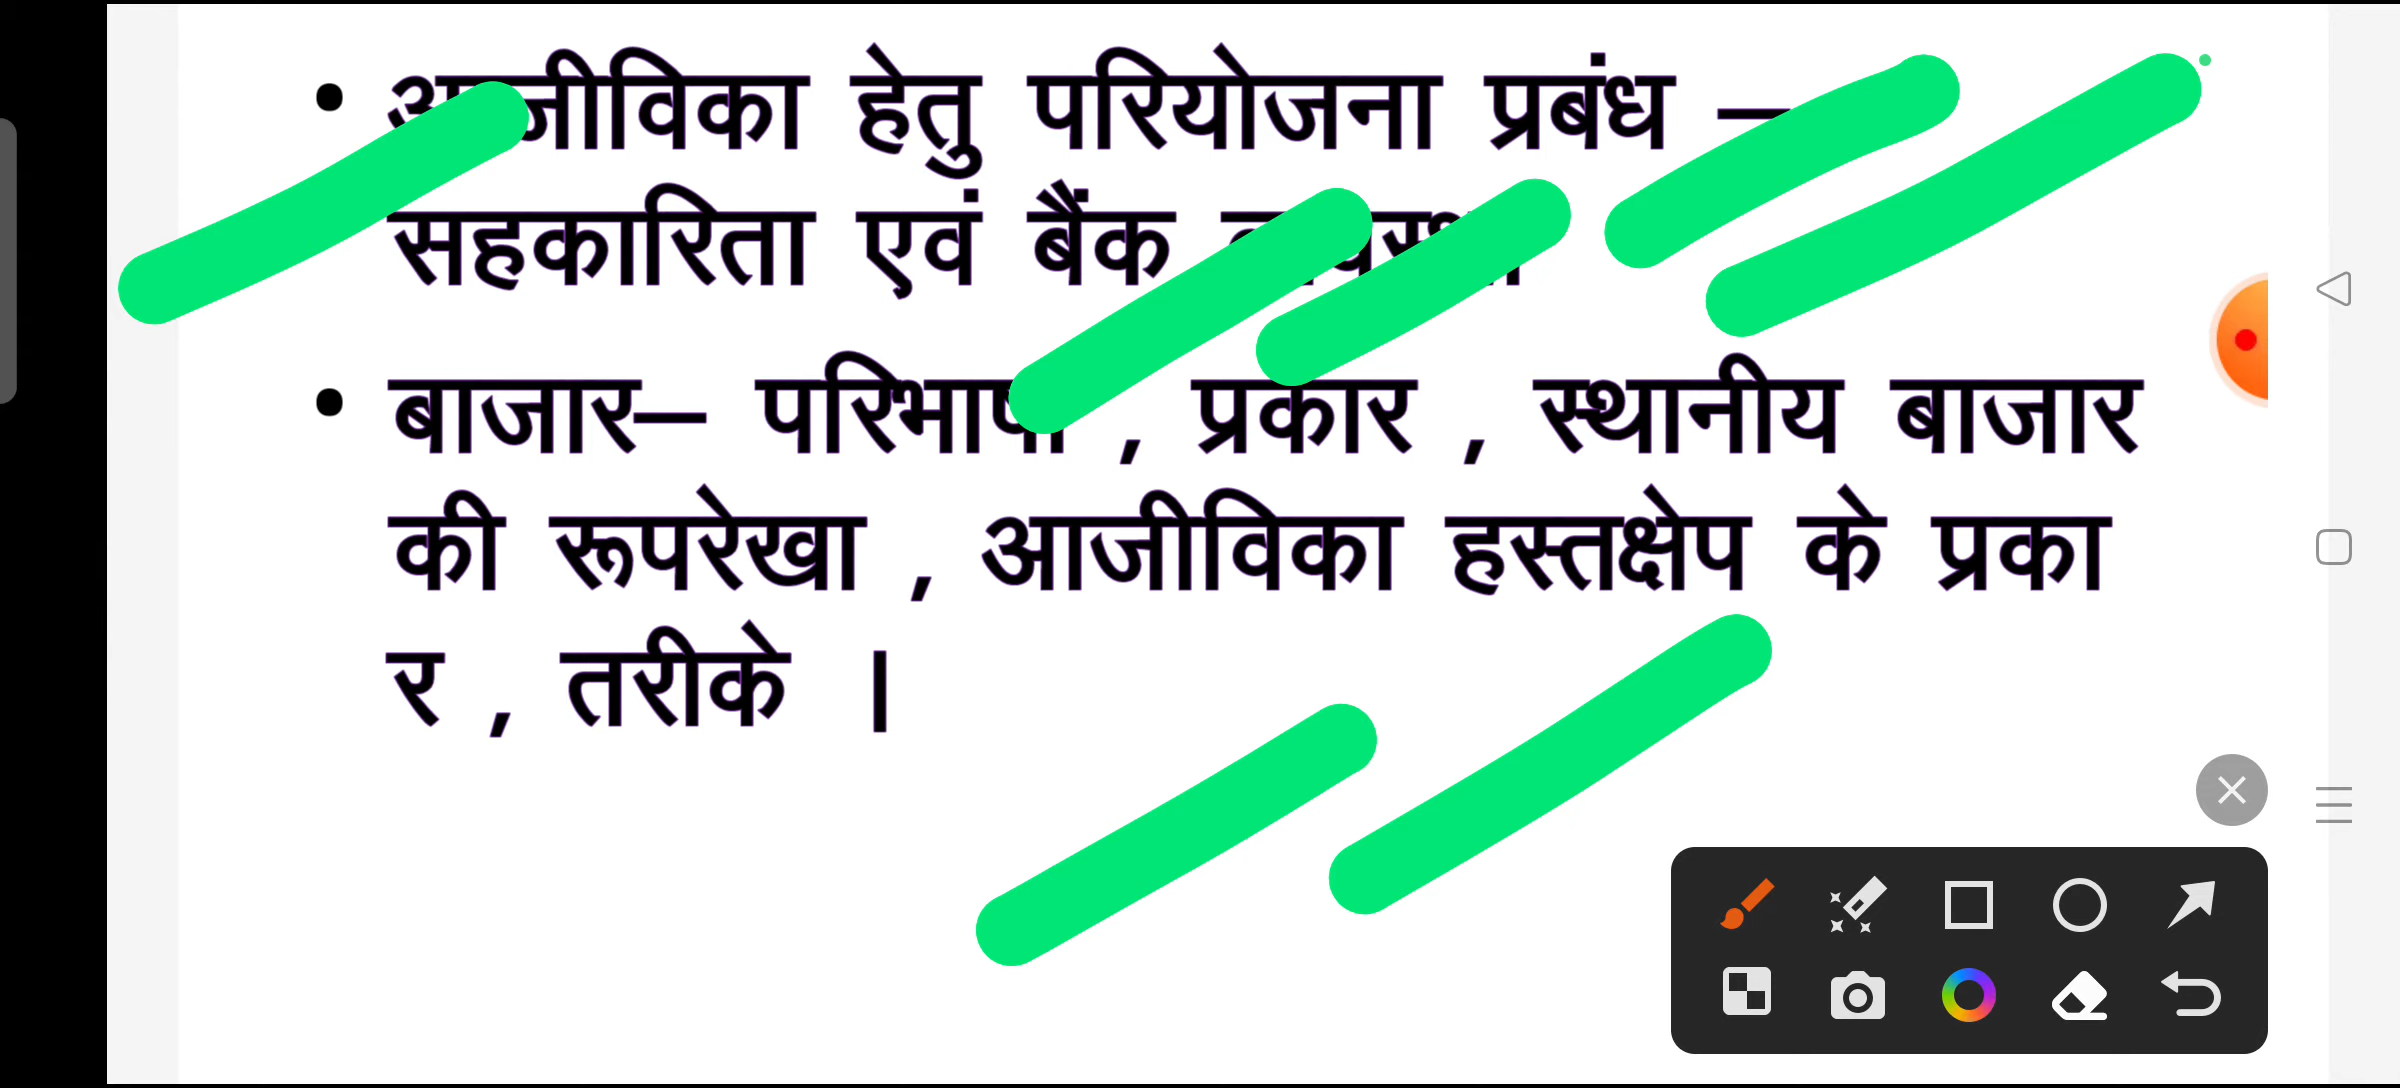 • आजीविका हेतु परियोजना प्रबंध –
सहकारिता एवं बैंक
• बाजार– परिभाषा , प्रकार , स्थानीय बाजार
की रूपरेखा , आजीविका हस्तक्षेप के प्रका
र , तरीके |